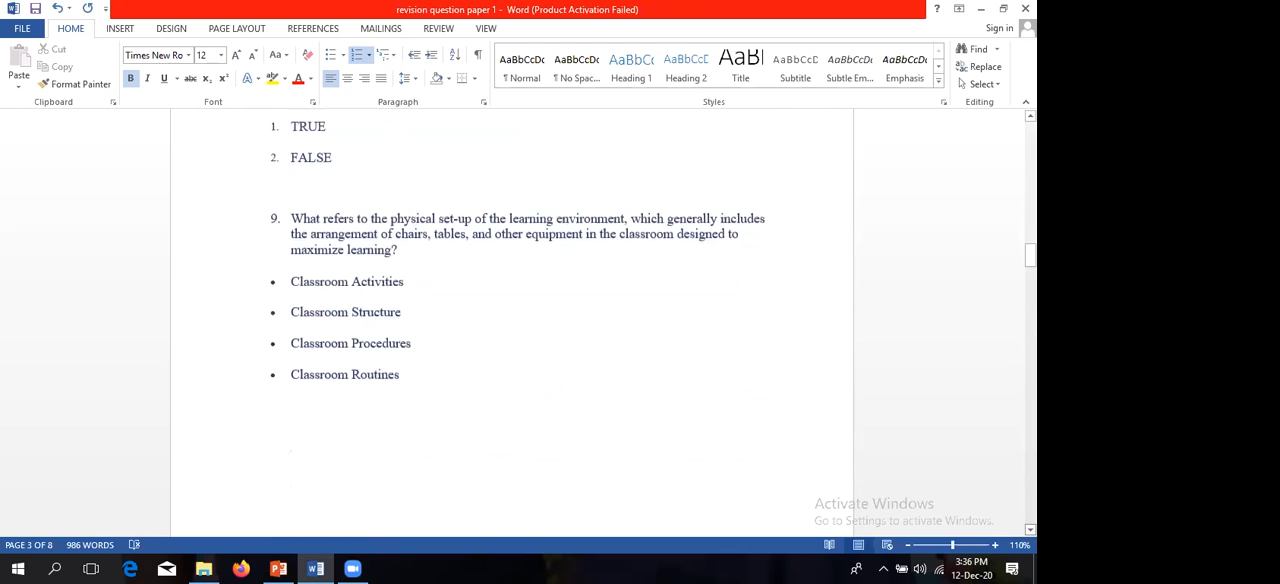 revision question paper 1 - Word (Product Activation Failed)
FILE HOME INSERT DESIGN PAGE LAYOUT REFERENCES MAILINGS REVIEW VIEW Sign in
Paste Cut Copy Format Painter
Times New Ro 12
AaBbCcDc AaBbCcDc AaBbCc AaBbCcE AaBl AaBbCcD AaBbCcDc AaBbCcDc
¶ Normal ¶ No Spac... Heading 1 Heading 2 Title Subtitle Subtle Em... Emphasis
Find
Replace
Select
Clipboard Font Paragraph Styles Editing
1. TRUE
2. FALSE
9. What refers to the physical set-up of the learning environment, which generally includes
the arrangement of chairs, tables, and other equipment in the classroom designed to
maximize learning?
• Classroom Activities
• Classroom Structure
• Classroom Procedures
• Classroom Routines
Activate Windows
Go to Settings to activate Windows.
PAGE 3 OF 8 986 WORDS 110%
3:36 PM
12-Dec-20